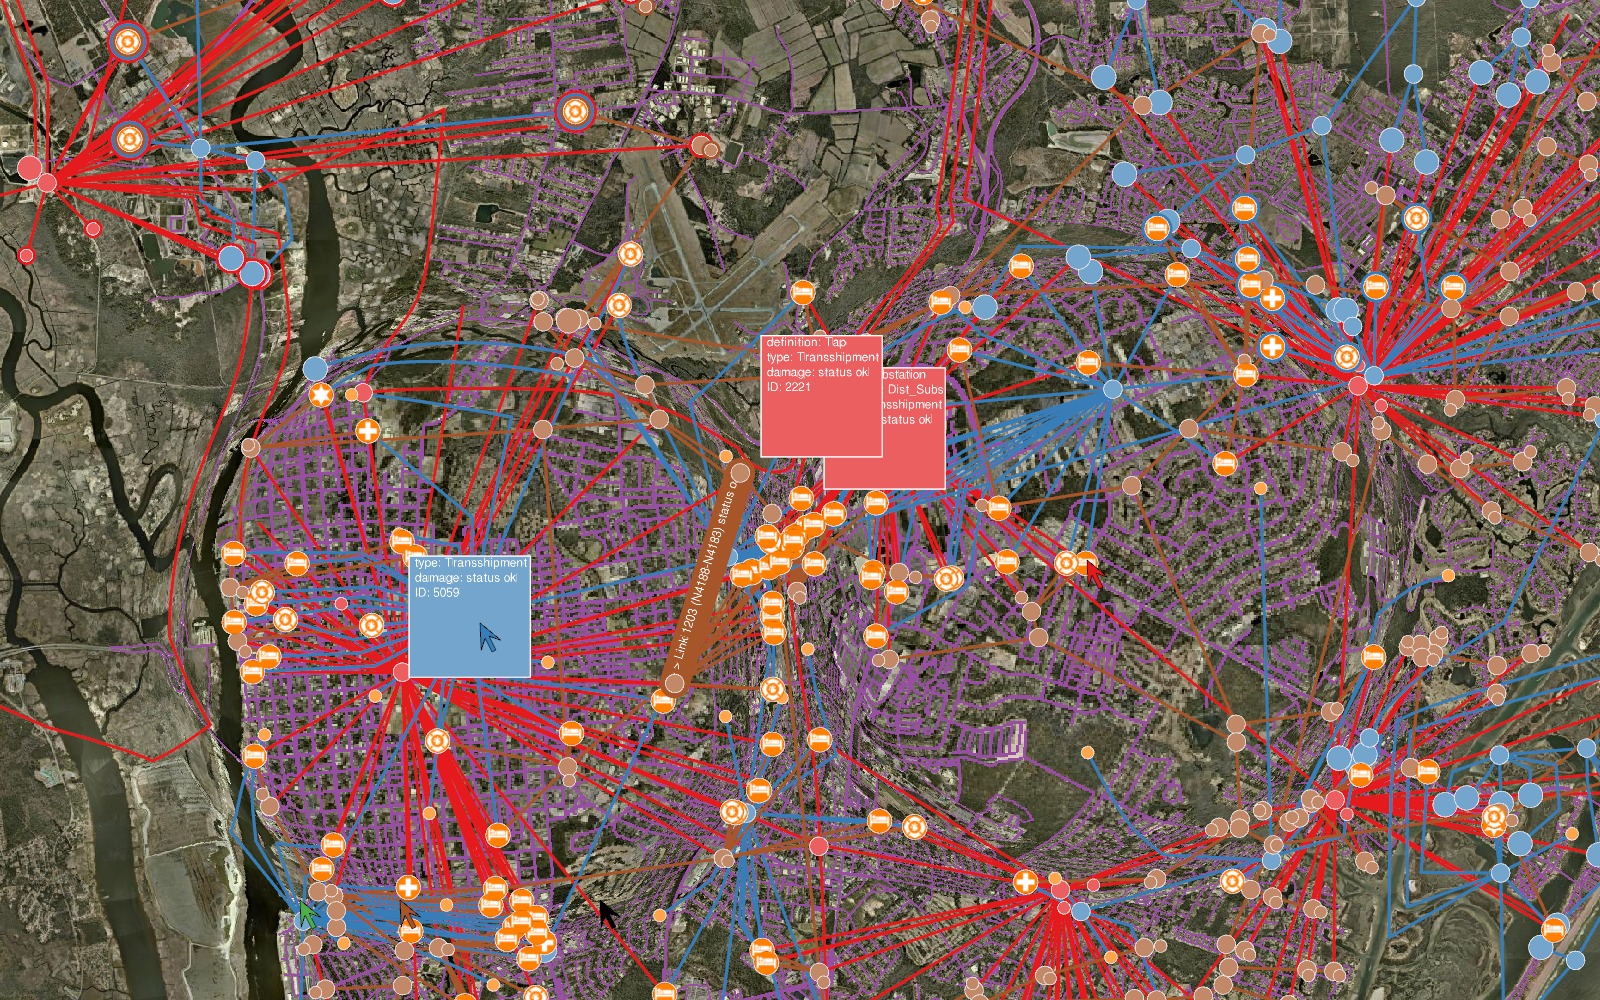 definition: Tap
type: Transshipment
damage: status ok
ID: 2221
bstation
Dist_Subs
nsshipment
status ok
> Link 1203 (N4188-N4183) status o
type: Transshipment
damage: status ok
ID: 5059